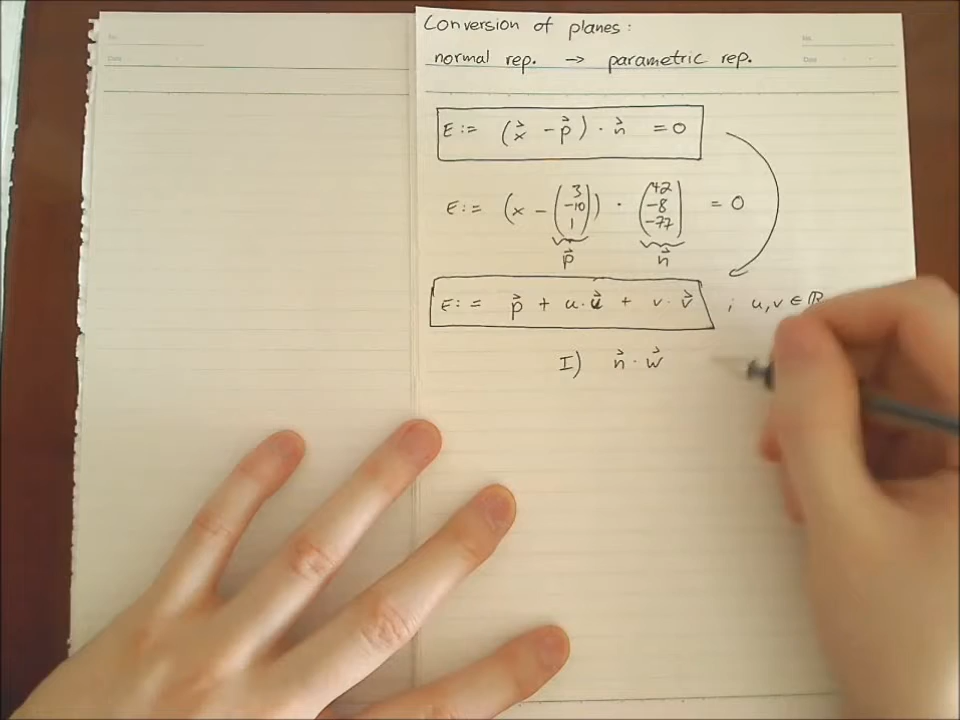 Conversion of planes:
normal rep. → parametric rep.
E:= (x⃗ - p⃗) · n⃗ = 0
E:= (x - (3 -10 1)) · (42 -8 -77) = 0
p⃗ n⃗
E:= p⃗ + u · u⃗ + v · v⃗ ; u, v ∈ ℝ
I) n⃗ · w⃗